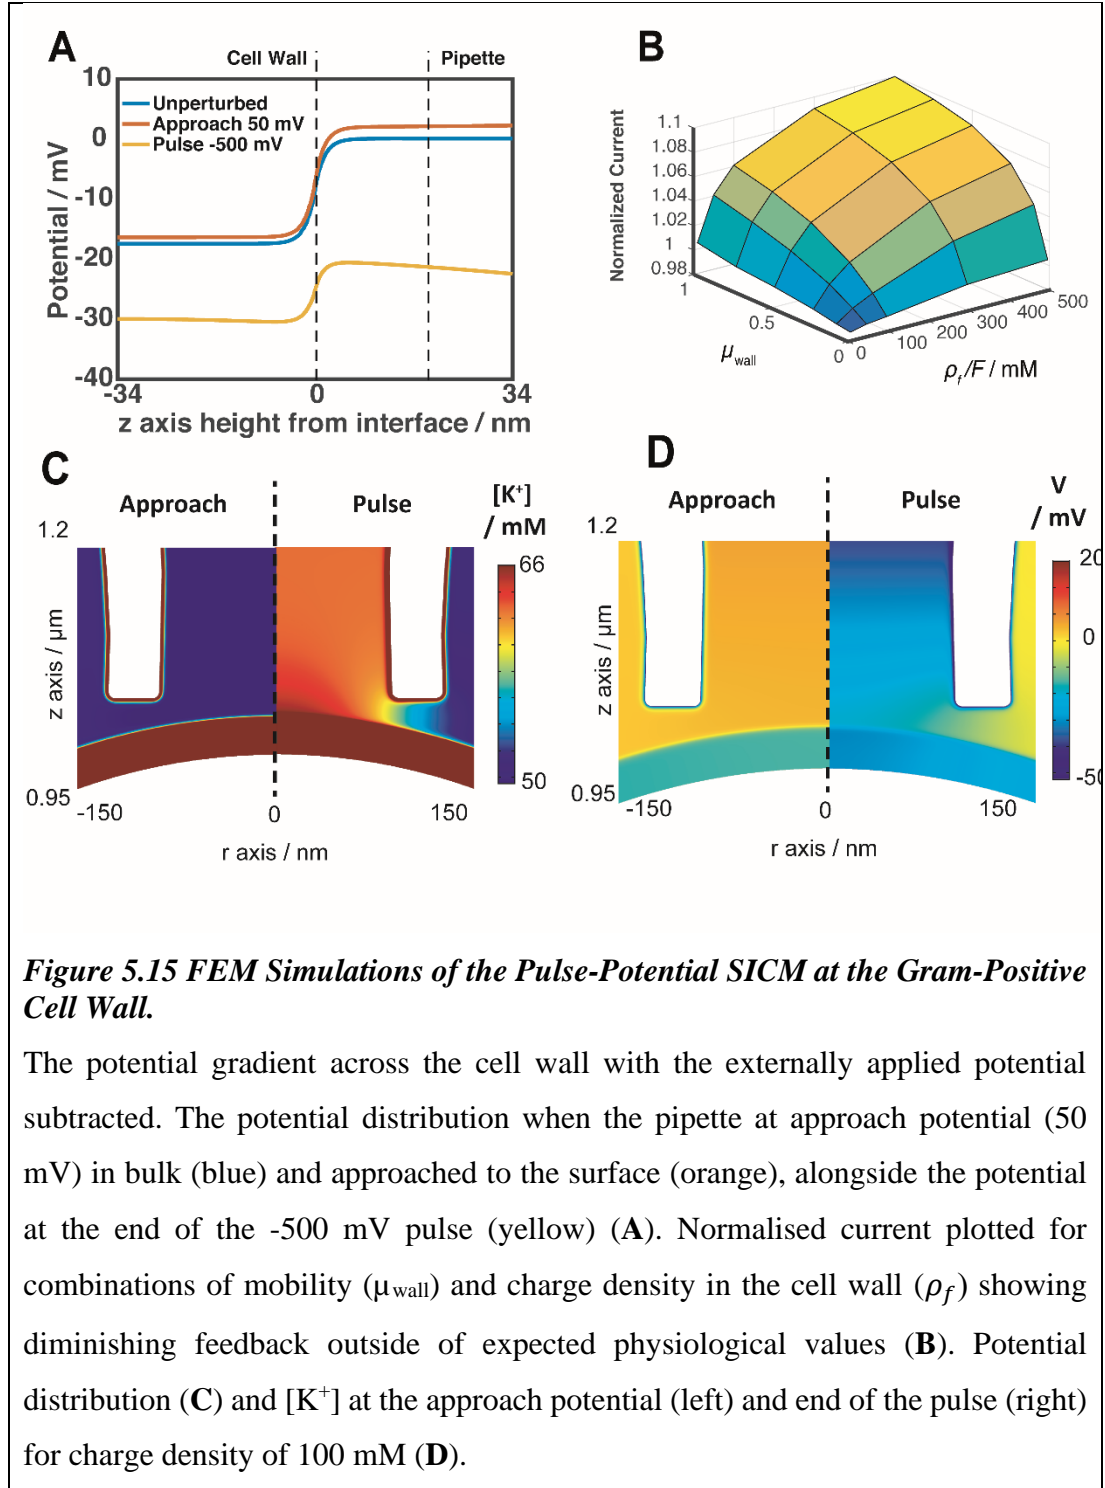 A
Cell Wall
Pipette
10
0
-10
-20
-30
-40
Potential / mV
Unperturbed
Approach 50 mV
Pulse -500 mV
-34
0
34
z axis height from interface / nm
B
Normalized Current
1.1
1.08
1.06
1.04
1.02
1
0.98
1
0.5
0
μwall
0
100
200
300
400
500
ρf/F / mM
C
Approach
Pulse
[K+]
/ mM
1.2
z axis / μm
0.95
-150
0
150
r axis / nm
66
50
D
Approach
Pulse
V
/ mV
1.2
z axis / μm
0.95
-150
0
150
r axis / nm
20
0
-50
Figure 5.15 FEM Simulations of the Pulse-Potential SICM at the Gram-Positive
Cell Wall.
The potential gradient across the cell wall with the externally applied potential
subtracted. The potential distribution when the pipette at approach potential (50
mV) in bulk (blue) and approached to the surface (orange), alongside the potential
at the end of the -500 mV pulse (yellow) (A). Normalised current plotted for
combinations of mobility (μwall) and charge density in the cell wall (ρf) showing
diminishing feedback outside of expected physiological values (B). Potential
distribution (C) and [K+] at the approach potential (left) and end of the pulse (right)
for charge density of 100 mM (D).